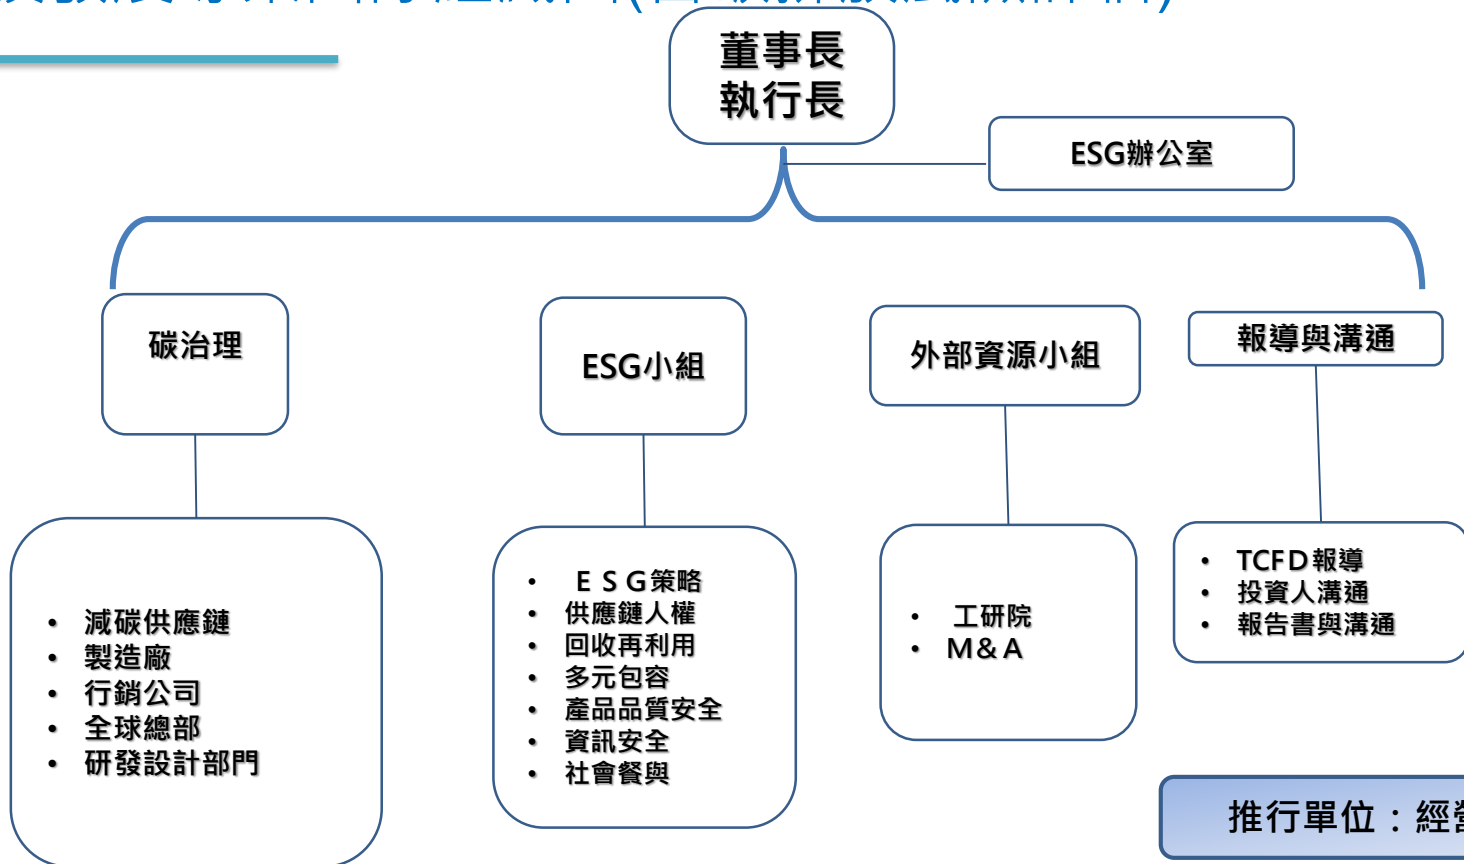 董事長
執行長
ESG辦公室
碳治理
ESG小組
外部資源小組
報導與溝通
• 減碳供應鏈
• 製造廠
• 行銷公司
• 全球總部
• 研發設計部門
• ＥＳＧ策略
• 供應鏈人權
• 回收再利用
• 多元包容
• 產品品質安全
• 資訊安全
• 社會餐與
• 工研院
• Ｍ＆Ａ
• TCFD報導
• 投資人溝通
• 報告書與溝通
推行單位：經營